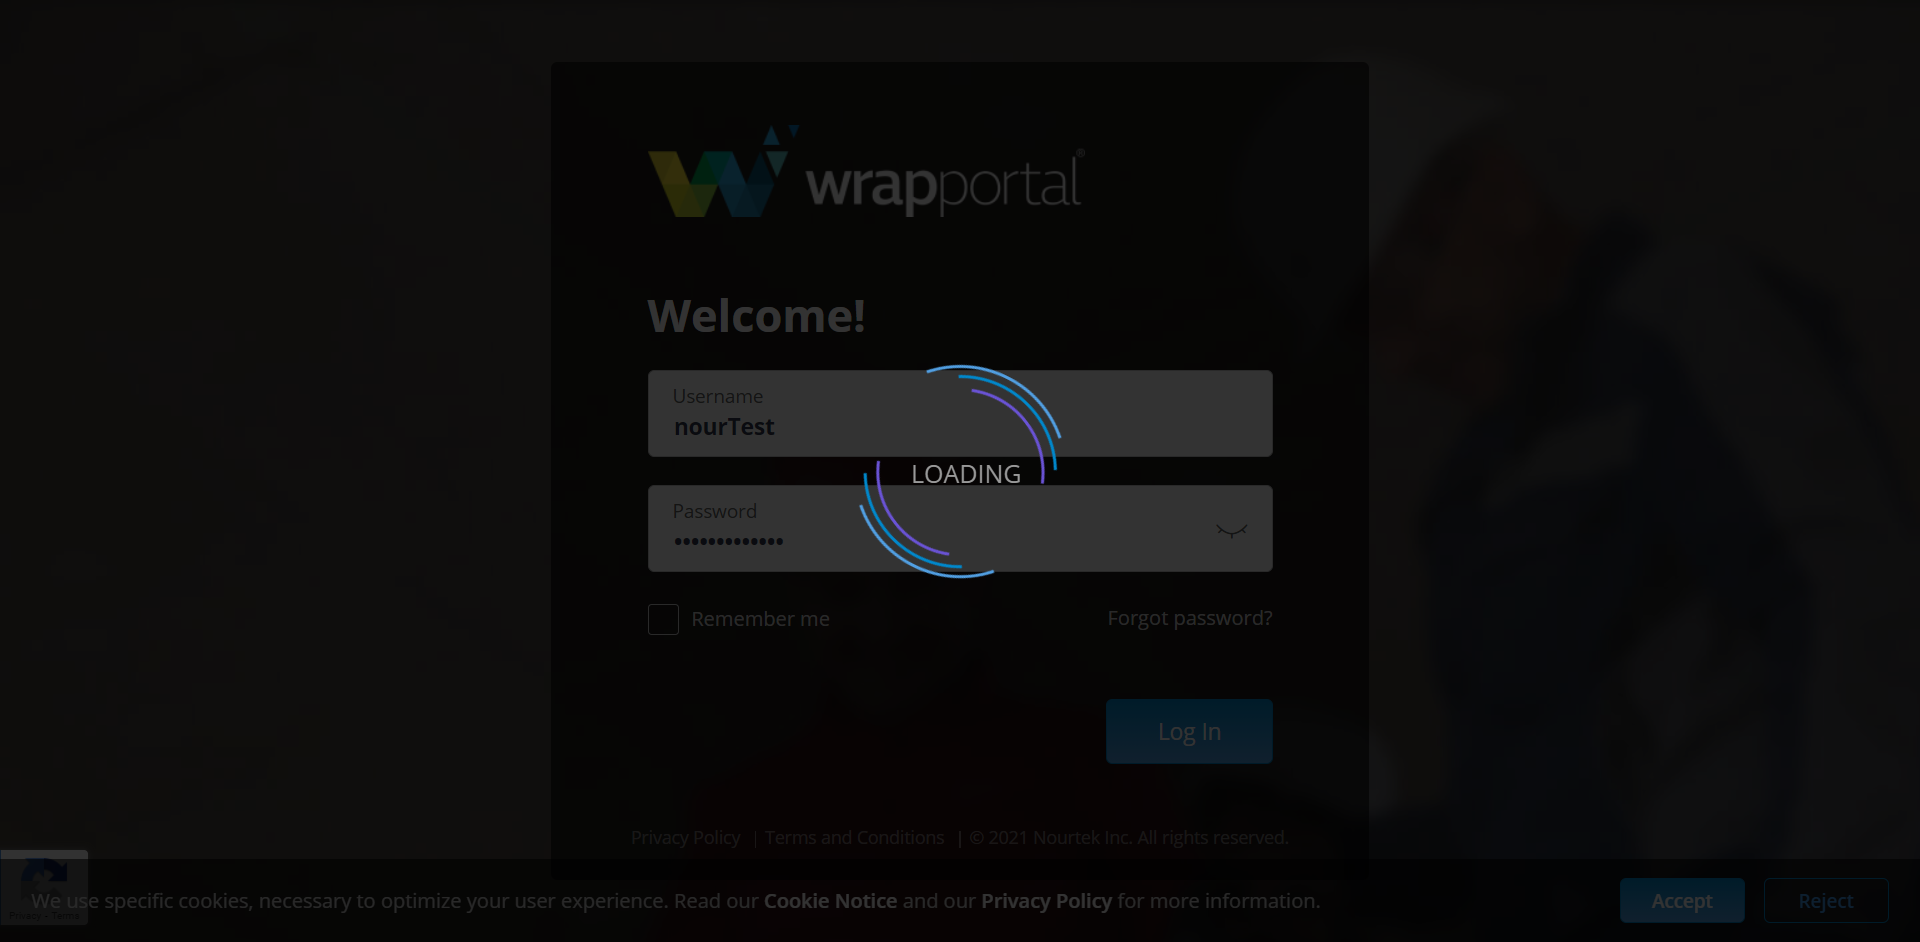 wrapportal®
Welcome!
Username
nourTest
LOADING
Password
•••••••••••••
Remember me
Forgot password?
Log In
Privacy Policy | Terms and Conditions | © 2021 Nourtek Inc. All rights reserved.
We use specific cookies, necessary to optimize your user experience. Read our Cookie Notice and our Privacy Policy for more information.
Accept
Reject
Privacy - Terms